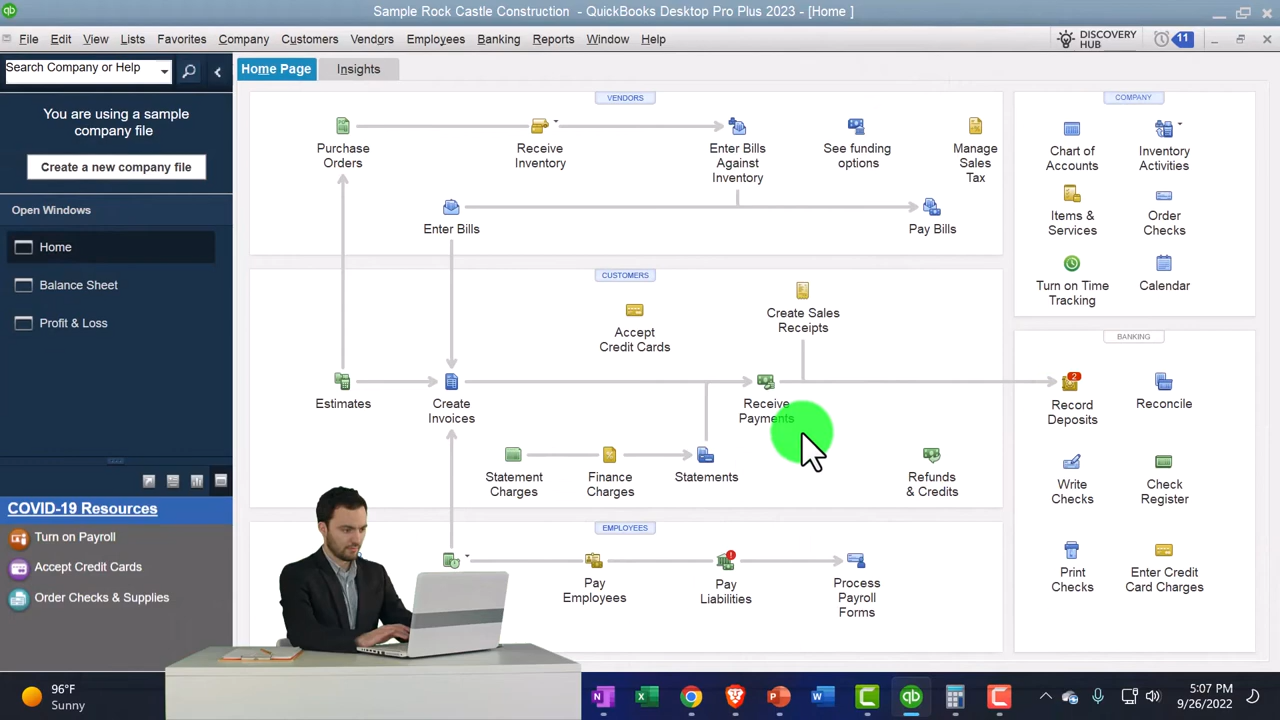 Sample Rock Castle Construction - QuickBooks Desktop Pro Plus 2023 - [Home ]
File Edit View Lists Favorites Company Customers Vendors Employees Banking Reports Window Help
DISCOVERY
HUB
11
Search Company or Help
Home Page
Insights
You are using a sample
company file
Create a new company file
Open Windows
Home
Balance Sheet
Profit & Loss
COVID-19 Resources
Turn on Payroll
Accept Credit Cards
Order Checks & Supplies
VENDORS
Purchase
Orders
Receive
Inventory
Enter Bills
Against
Inventory
See funding
options
Manage
Sales
Tax
Enter Bills
Pay Bills
CUSTOMERS
Accept
Credit Cards
Create Sales
Receipts
Estimates
Create
Invoices
Receive
Payments
Statement
Charges
Finance
Charges
Statements
Refunds
& Credits
EMPLOYEES
Pay
Employees
Pay
Liabilities
Process
Payroll
Forms
COMPANY
Chart of
Accounts
Inventory
Activities
Items &
Services
Order
Checks
Turn on Time
Tracking
Calendar
BANKING
2
Record
Deposits
Reconcile
Write
Checks
Check
Register
Print
Checks
Enter Credit
Card Charges
96°F
Sunny
5:07 PM
9/26/2022